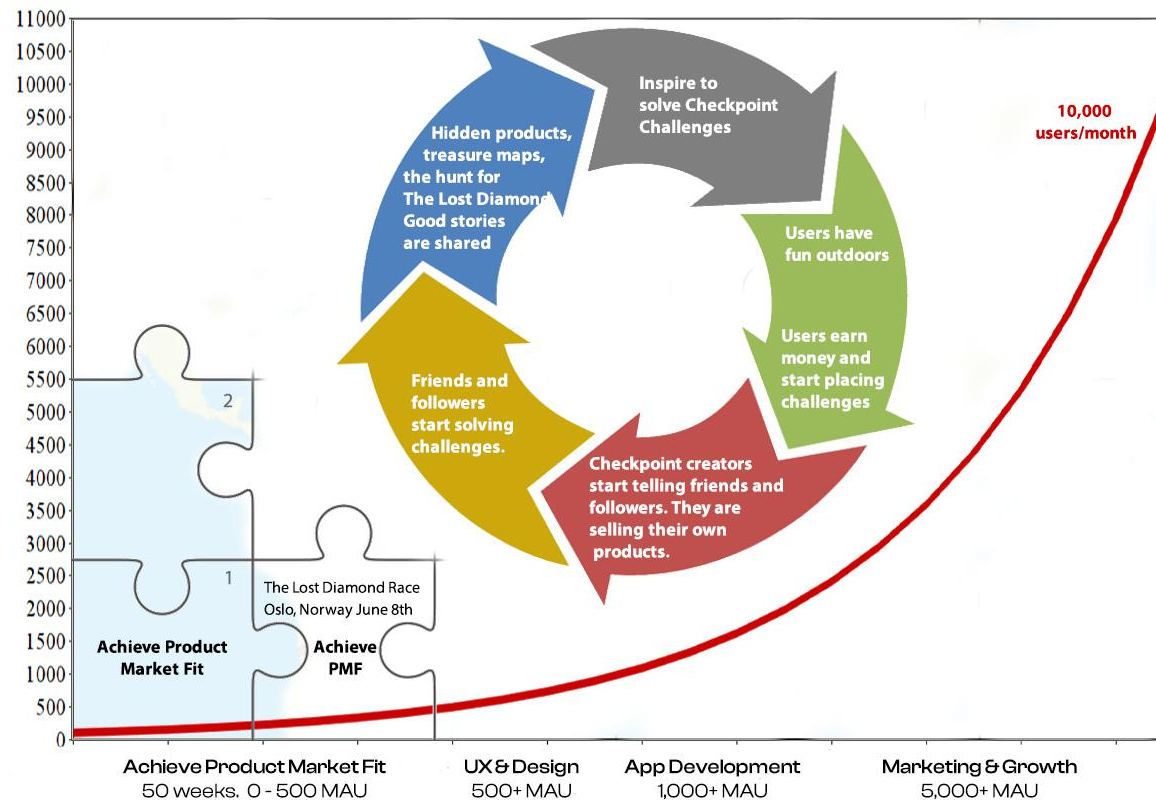 11000
10500
10000
9500
9000
8500
8000
7500
7000
6500
6000
5500
5000
4500
4000
3500
3000
2500
2000
1500
1000
500
0
Inspire to
solve Checkpoint
Challenges
10,000
users/month
Hidden products,
treasure maps,
the hunt for
The Lost Diamond
Good stories
are shared
Users have
fun outdoors
Users earn
money and
start placing
challenges
Friends and
followers
start solving
challenges.
Checkpoint creators
start telling friends and
followers. They are
selling their own
products.
2
1
The Lost Diamond Race
Oslo, Norway June 8th
Achieve Product
Market Fit
Achieve
PMF
Achieve Product Market Fit
50 weeks. 0 - 500 MAU
UX & Design
500+ MAU
App Development
1,000+ MAU
Marketing & Growth
5,000+ MAU